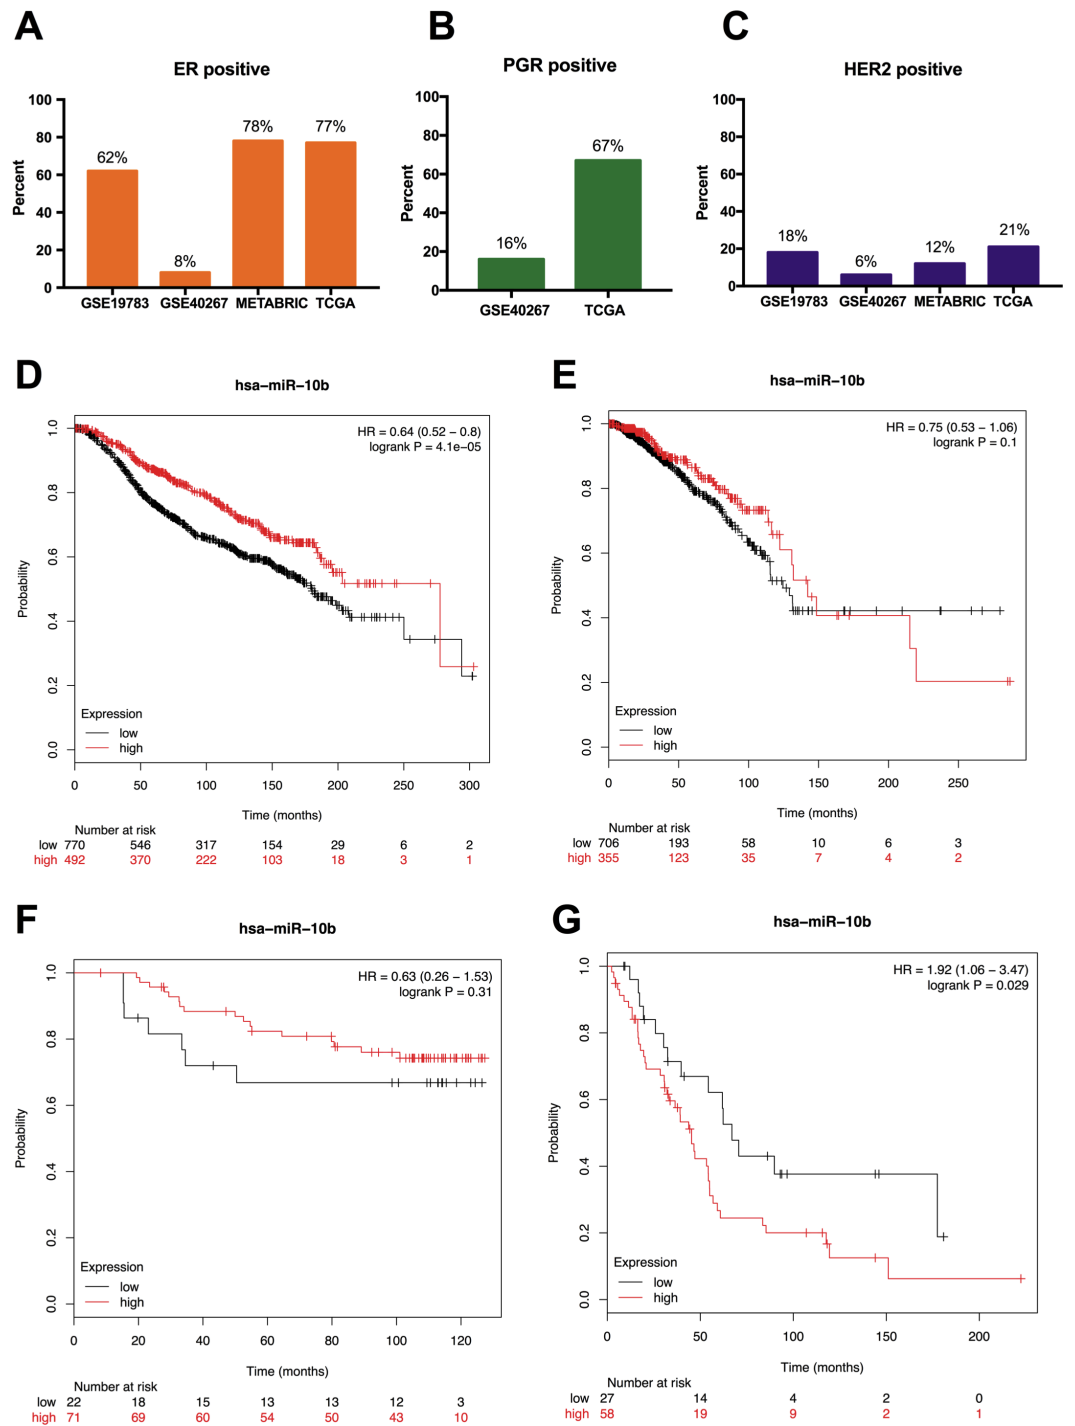 A
B
C
ER positive
PGR positive
HER2 positive
Percent
100
80
60
40
20
0
62%
8%
78%
77%
GSE19783
GSE40267
METABRIC
TCGA
Percent
100
80
60
40
20
0
16%
67%
GSE40267
TCGA
Percent
100
80
60
40
20
0
18%
6%
12%
21%
GSE19783
GSE40267
METABRIC
TCGA
D
hsa−miR−10b
HR = 0.64 (0.52 − 0.8)
logrank P = 4.1e−05
Probability
1.0
0.8
0.6
0.4
0.2
0.0
Expression
low
high
0 50 100 150 200 250 300
Time (months)
Number at risk
low 770 546 317 154 29 6 2
high 492 370 222 103 18 3 1
E
hsa−miR−10b
HR = 0.75 (0.53 − 1.06)
logrank P = 0.1
Probability
1.0
0.8
0.6
0.4
0.2
0.0
Expression
low
high
0 50 100 150 200 250
Time (months)
Number at risk
low 706 193 58 10 6 3
high 355 123 35 7 4 2
F
hsa−miR−10b
HR = 0.63 (0.26 − 1.53)
logrank P = 0.31
Probability
1.0
0.8
0.6
0.4
0.2
0.0
Expression
low
high
0 20 40 60 80 100 120
Time (months)
Number at risk
low 22 18 15 13 13 12 3
high 71 69 60 54 50 43 10
G
hsa−miR−10b
HR = 1.92 (1.06 − 3.47)
logrank P = 0.029
Probability
1.0
0.8
0.6
0.4
0.2
0.0
Expression
low
high
0 50 100 150 200
Time (months)
Number at risk
low 27 14 4 2 0
high 58 19 9 2 1